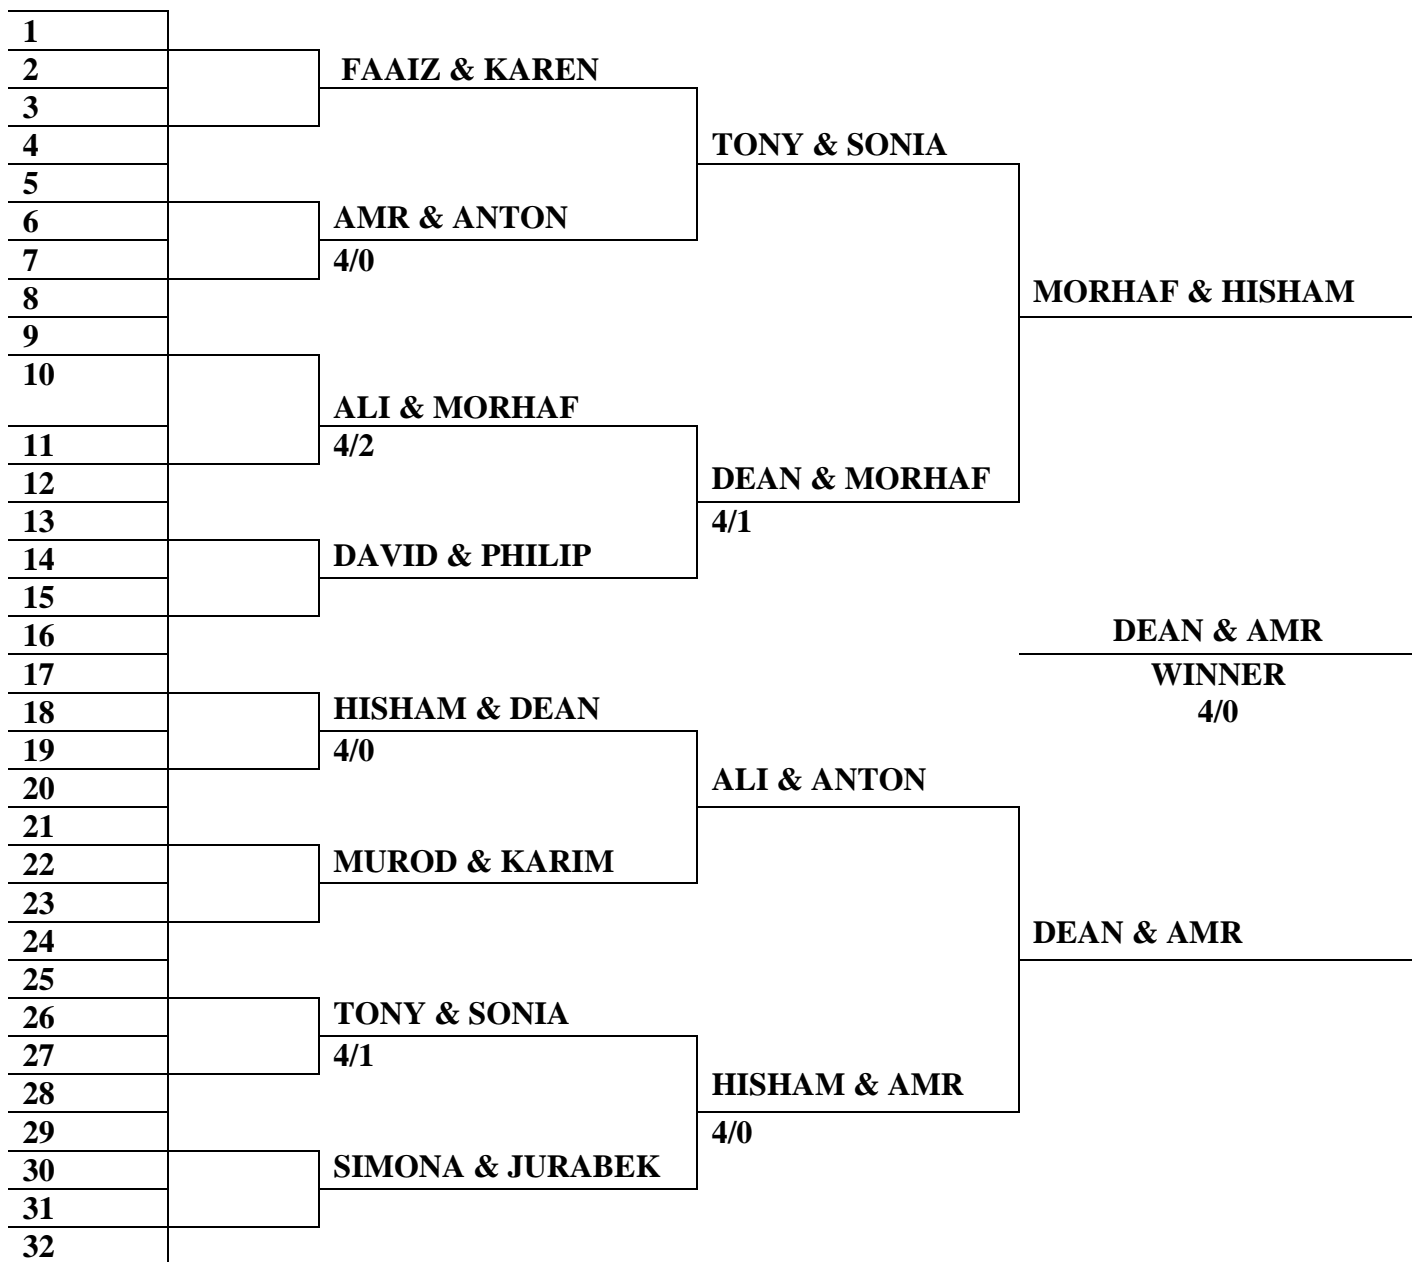 1
2
FAAIZ & KAREN
3
4
TONY & SONIA
5
6
AMR & ANTON
7
4/0
8
MORHAF & HISHAM
9
10
ALI & MORHAF
11
4/2
12
DEAN & MORHAF
13
4/1
14
DAVID & PHILIP
15
16
DEAN & AMR
17
WINNER
18
HISHAM & DEAN
4/0
19
4/0
20
ALI & ANTON
21
22
MUROD & KARIM
23
24
DEAN & AMR
25
26
TONY & SONIA
27
4/1
28
HISHAM & AMR
29
4/0
30
SIMONA & JURABEK
31
32